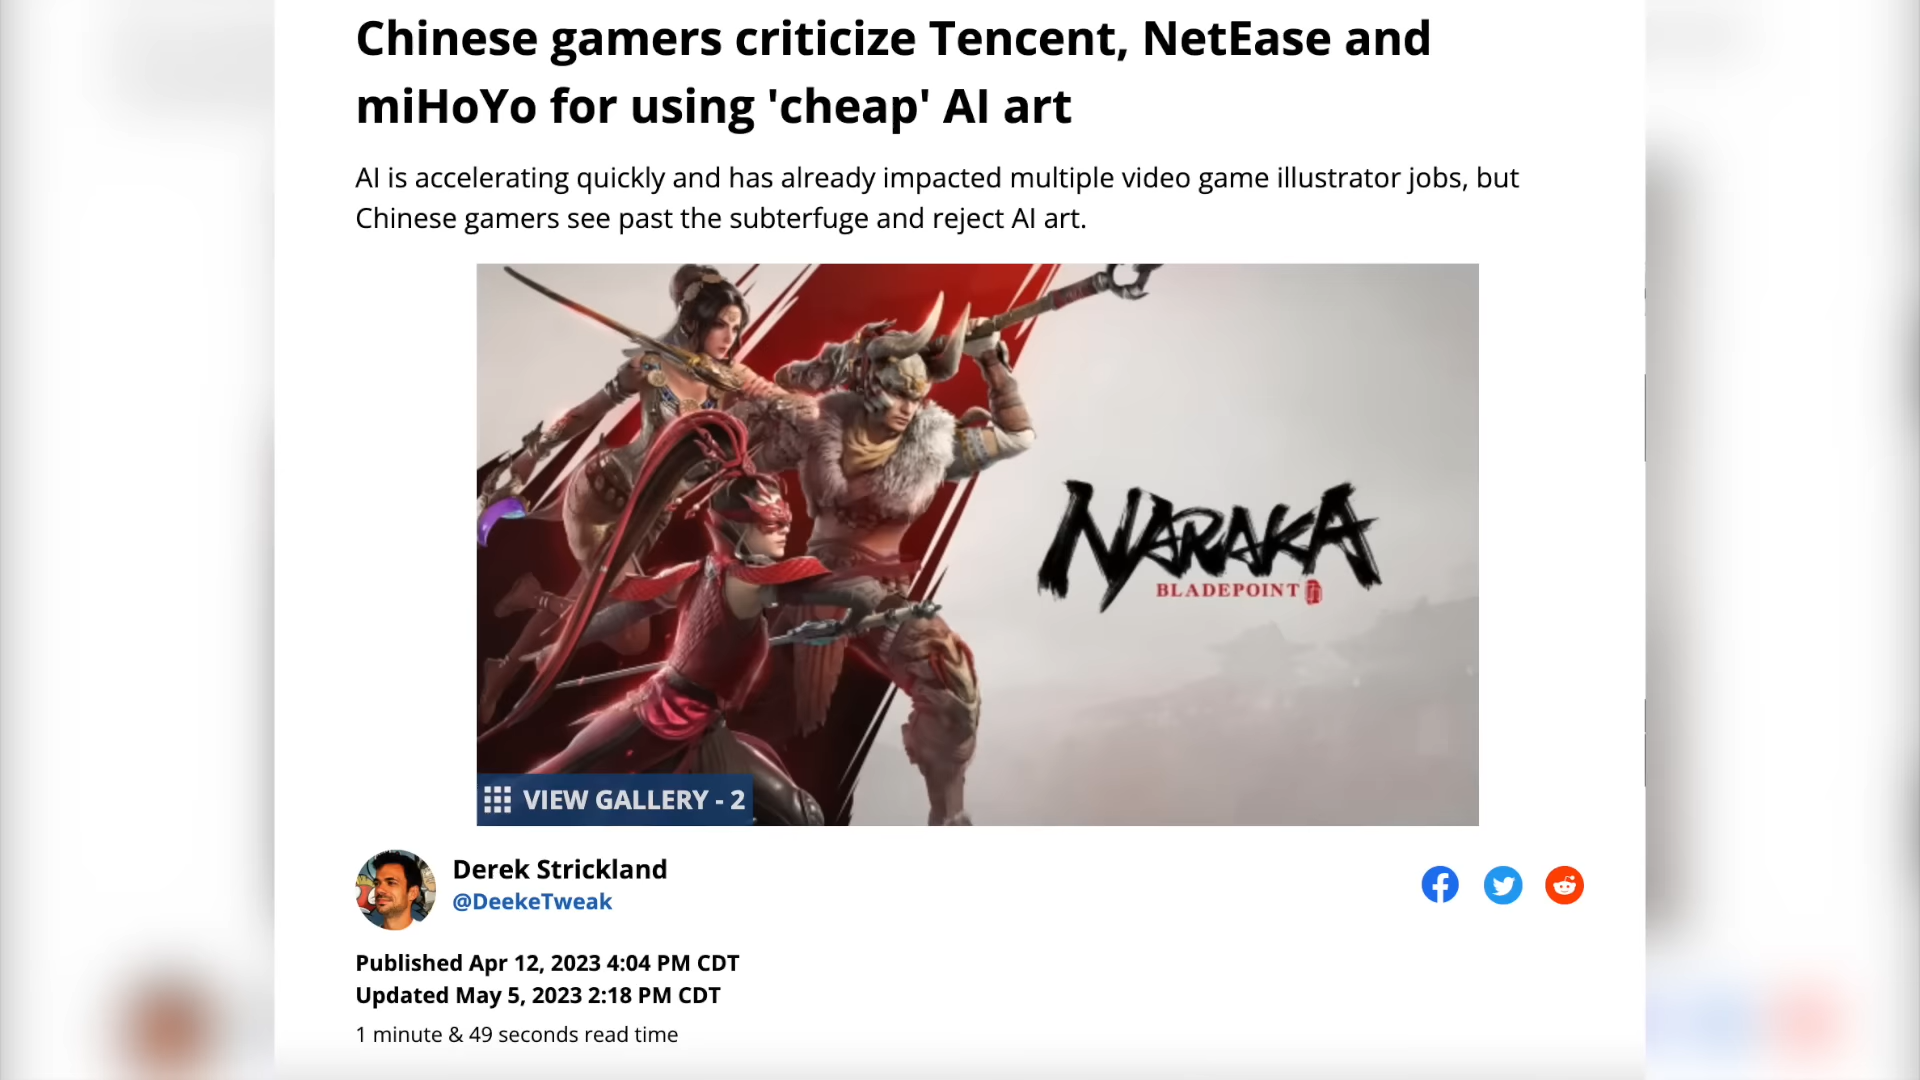 Chinese gamers criticize Tencent, NetEase and
miHoYo for using 'cheap' AI art
AI is accelerating quickly and has already impacted multiple video game illustrator jobs, but
Chinese gamers see past the subterfuge and reject AI art.
NARAKA
BLADEPOINT
VIEW GALLERY - 2
Derek Strickland
@DeekeTweak
Published Apr 12, 2023 4:04 PM CDT
Updated May 5, 2023 2:18 PM CDT
1 minute & 49 seconds read time